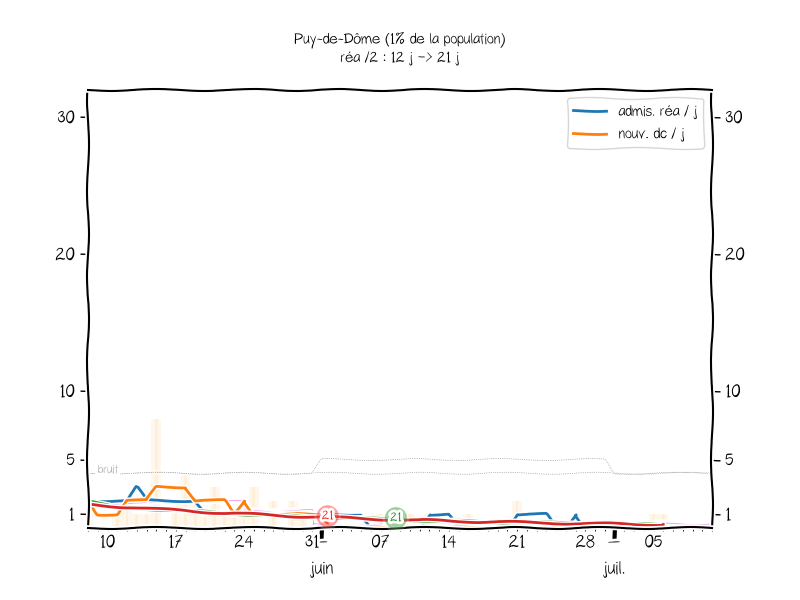 Puy-de-Dôme (1% de la population)
réa /2 : 12 j -> 21 j
admis. réa / j
nouv. dc / j
30
30
20
20
10
10
5
5
bruit
1
1
21
21
10 17 24 31 07 14 21 28 05
juin juil.